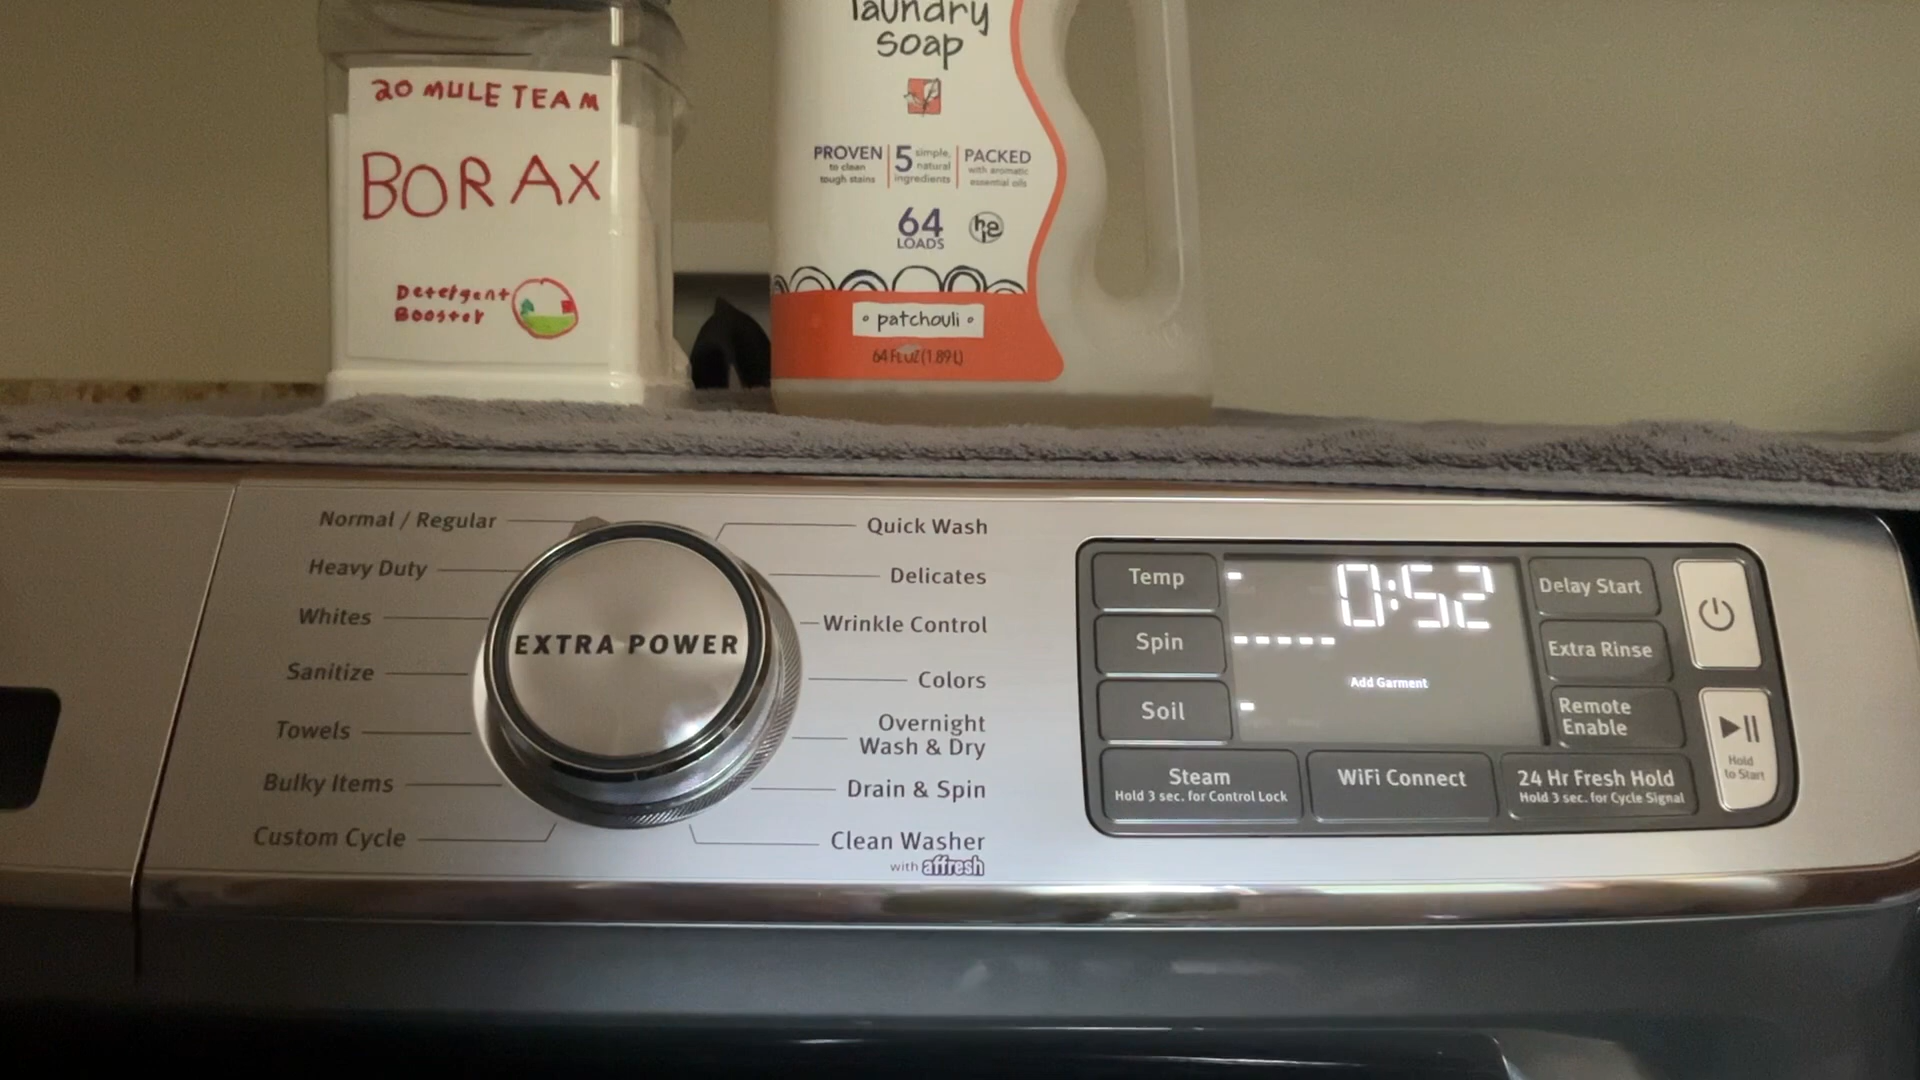 20 MULE TEAM
BORAX
Detergent
Booster
laundry
soap
PROVEN
to clean
tough stains
5
simple,
natural
ingredients
PACKED
with aromatic
essential oils
64
LOADS
he
• patchouli •
64 FL OZ (1.89 L)
Normal / Regular
Heavy Duty
Whites
Sanitize
Towels
Bulky Items
Custom Cycle
EXTRA POWER
Quick Wash
Delicates
Wrinkle Control
Colors
Overnight
Wash & Dry
Drain & Spin
Clean Washer
with affresh
Temp
Spin
Soil
0:52
Add Garment
Delay Start
Extra Rinse
Remote
Enable
Steam
Hold 3 sec. for Control Lock
WiFi Connect
24 Hr Fresh Hold
Hold 3 sec. for Cycle Signal
Hold
to Start